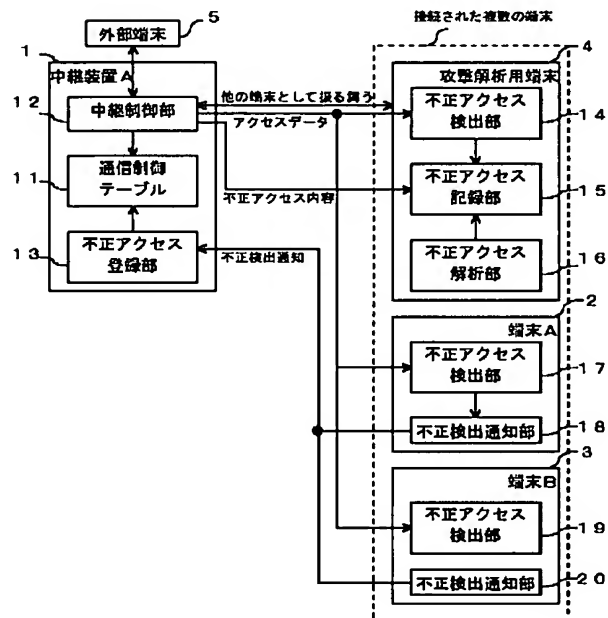 接続された複数の端末
5
外部端末
1
中継装置A
12
中継制御部
11
通信制御
テーブル
13
不正アクセス
登録部
他の端末として振る舞う
アクセスデータ
不正アクセス内容
不正検出通知
4
攻撃解析用端末
不正アクセス
検出部
14
不正アクセス
記録部
15
不正アクセス
解析部
16
2
端末A
不正アクセス
検出部
17
不正検出通知部
18
3
端末B
不正アクセス
検出部
19
不正検出通知部
20